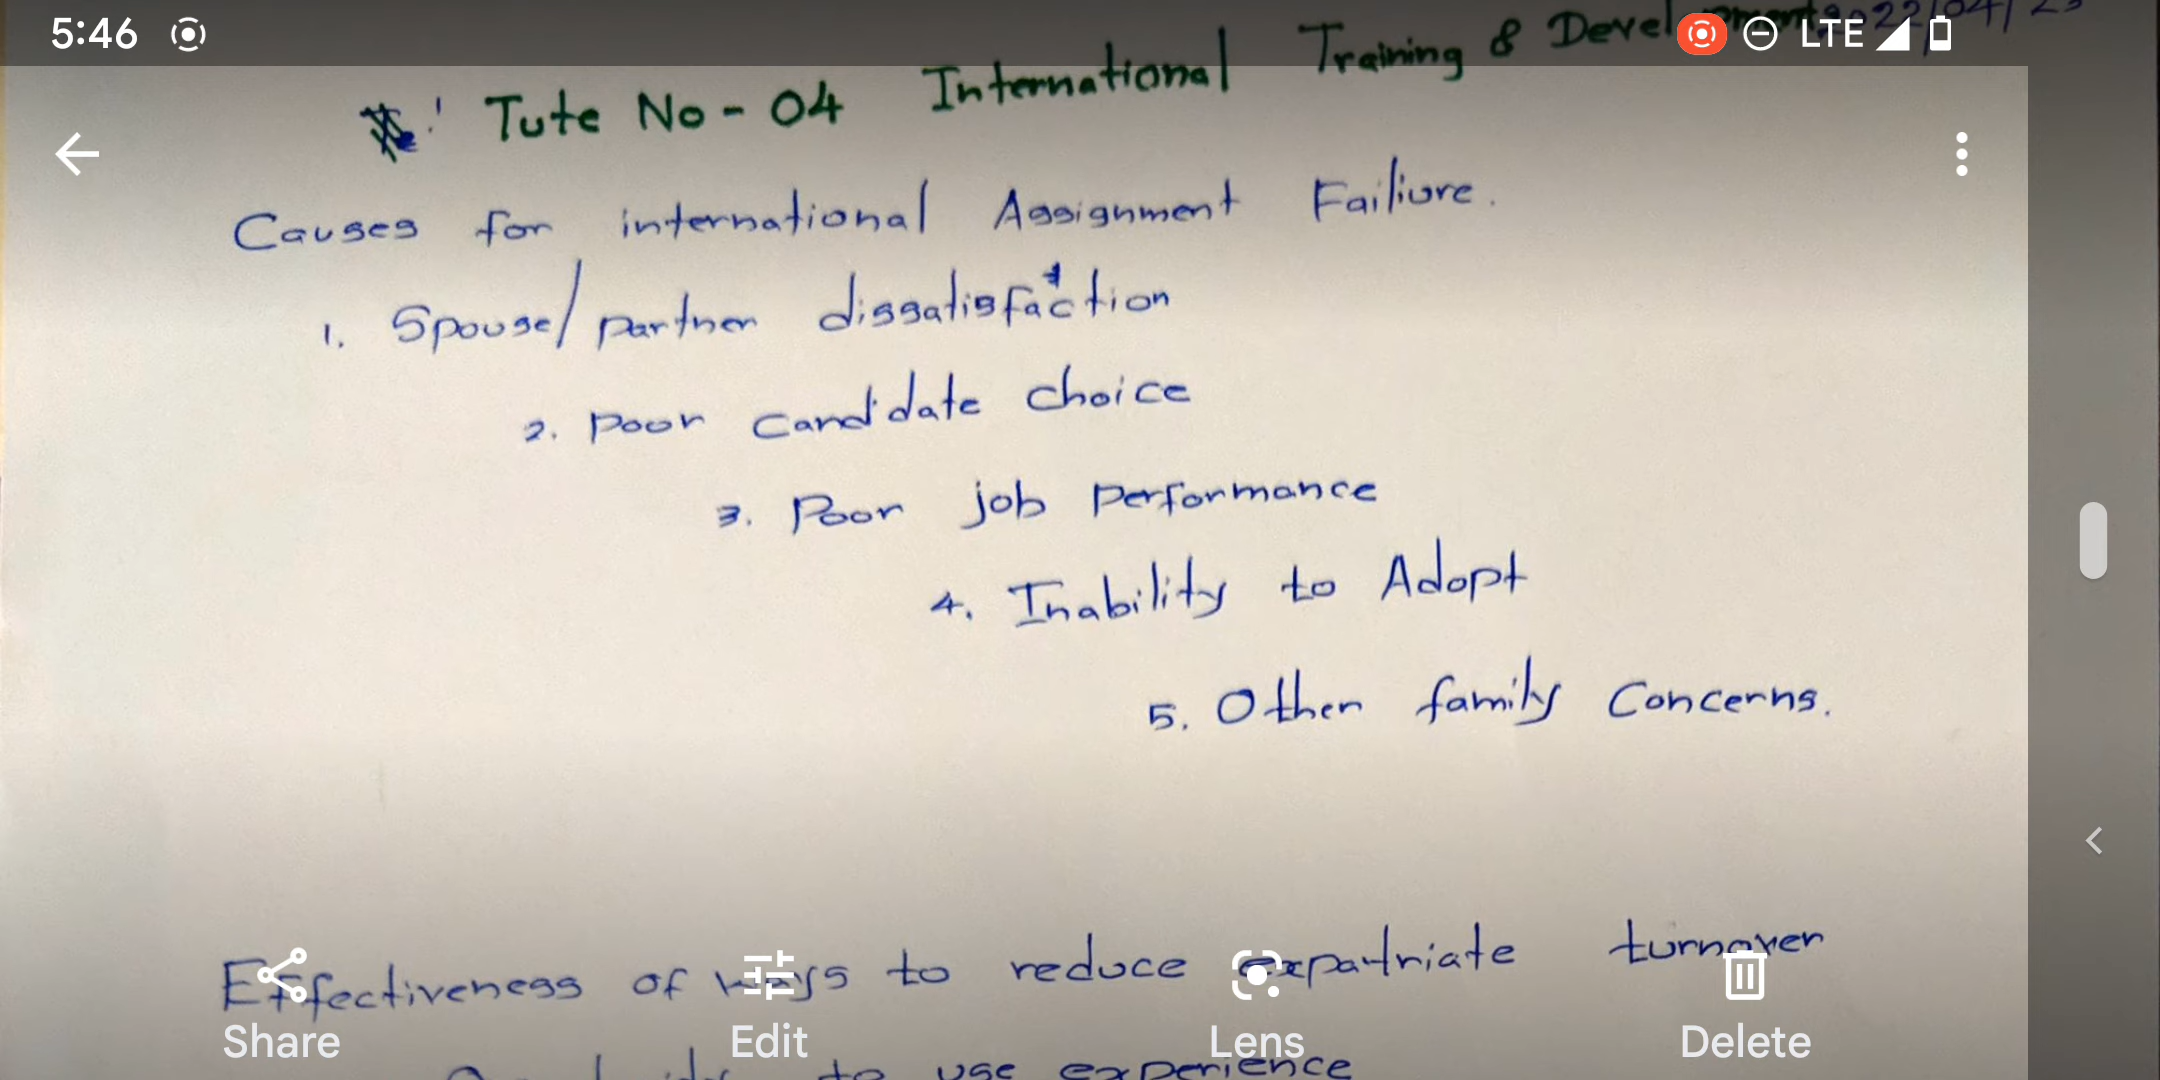 5:46 LTE
Tute No - 04 International Training & Devel
Causes for international Assignment Failiure.
1. Spouse/partner dissatisfaction
2. Poor candidate choice
3. Poor job performance
4. Inability to Adopt
5. Other family Concerns.
Effectiveness of ways to reduce expatriate turnover
Share Edit Lens Delete
to use experience